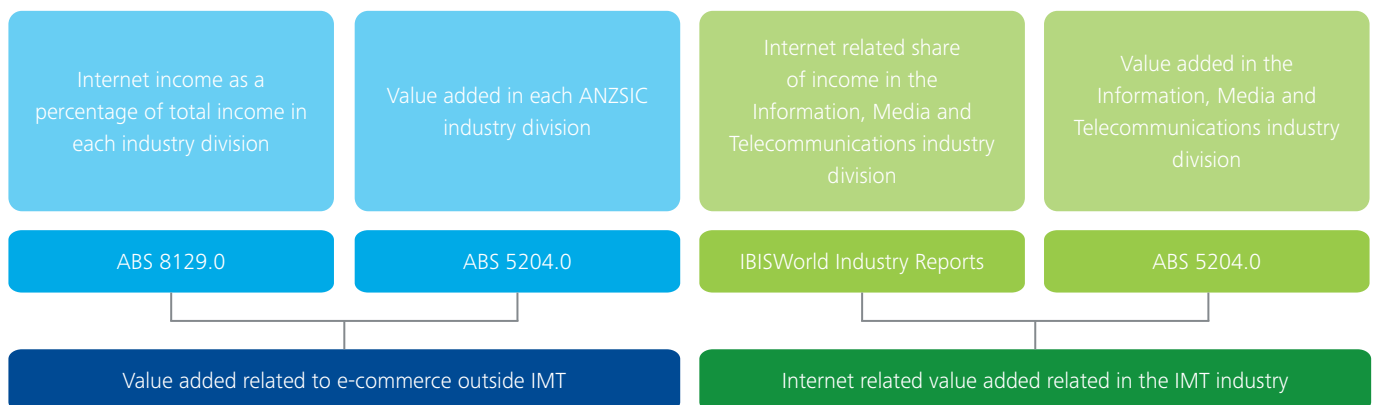 Internet income as a
percentage of total income in
each industry division
Value added in each ANZSIC
industry division
Internet related share
of income in the
Information, Media and
Telecommunications industry
division
Value added in the
Information, Media and
Telecommunications industry
division
ABS 8129.0
ABS 5204.0
IBISWorld Industry Reports
ABS 5204.0
Value added related to e-commerce outside IMT
Internet related value added related in the IMT industry